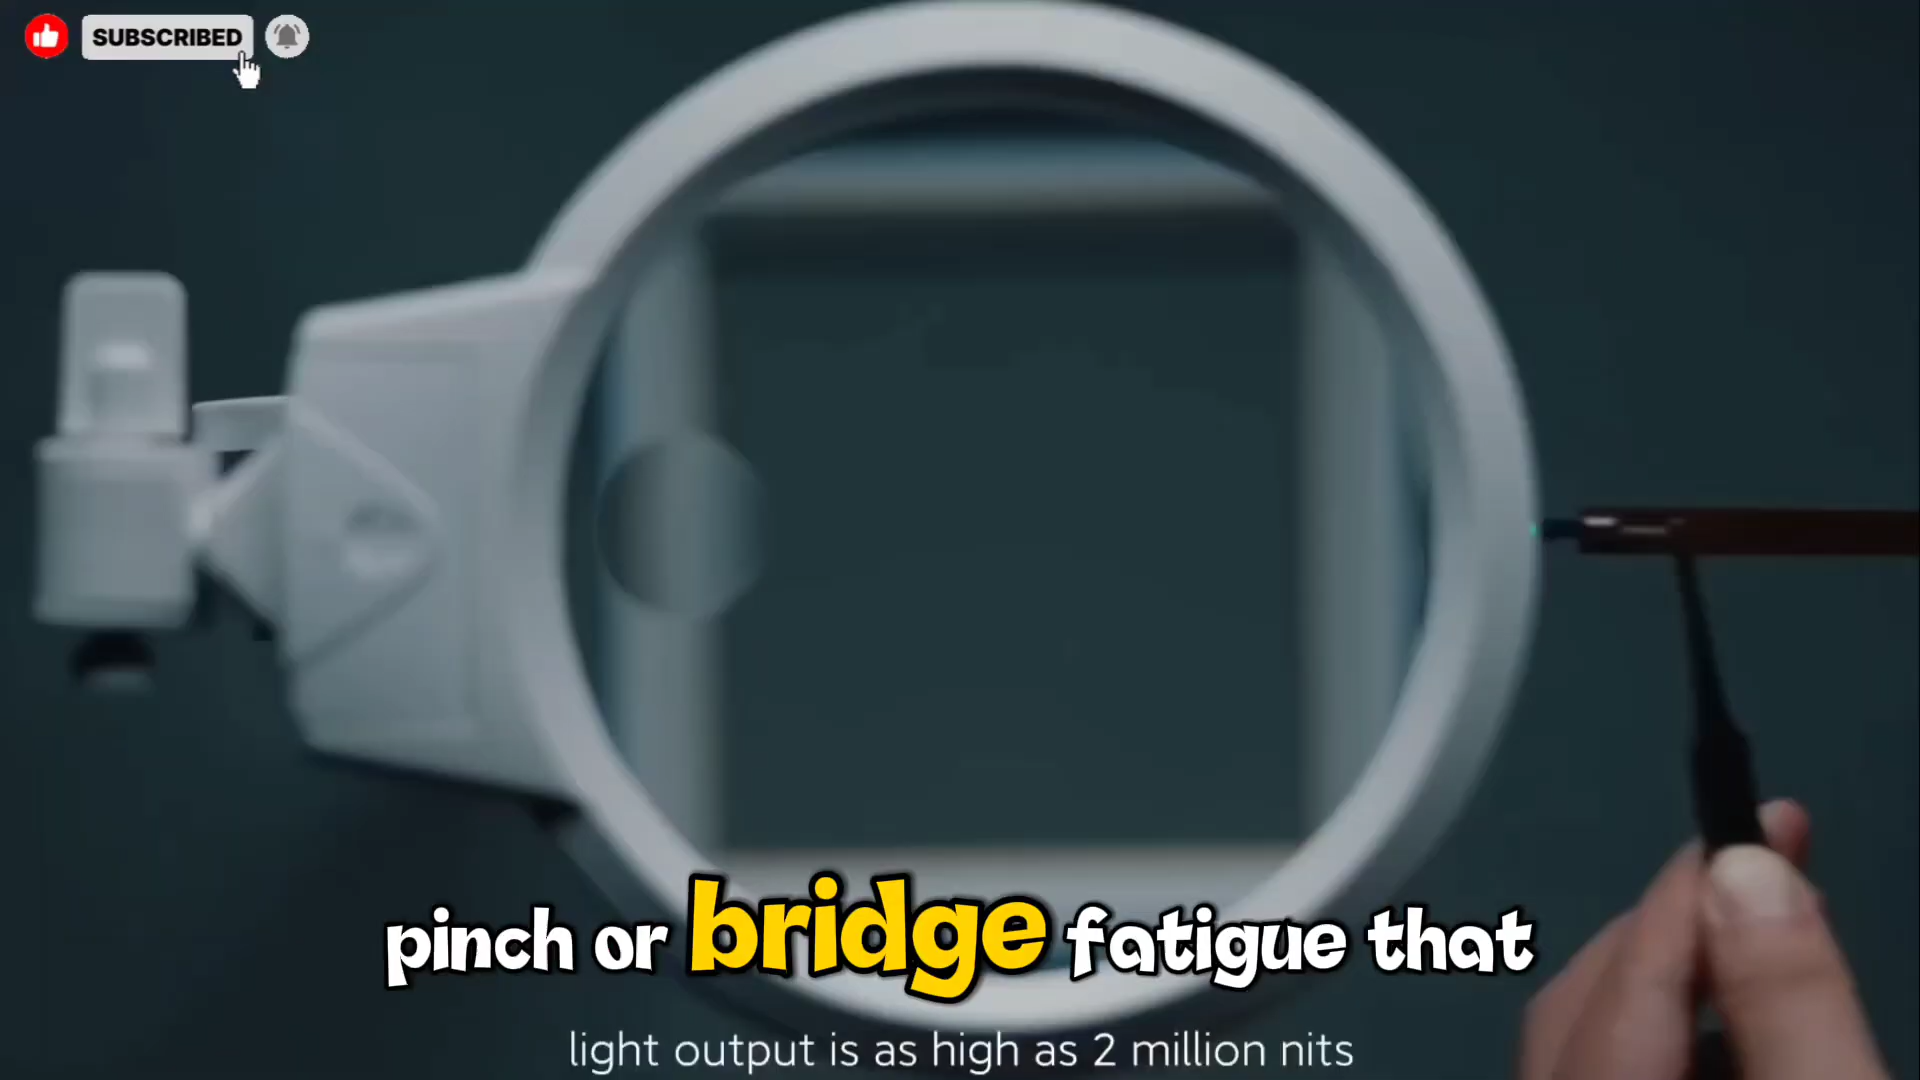 SUBSCRIBED
pinch or bridge fatigue that
light output is as high as 2 million nits